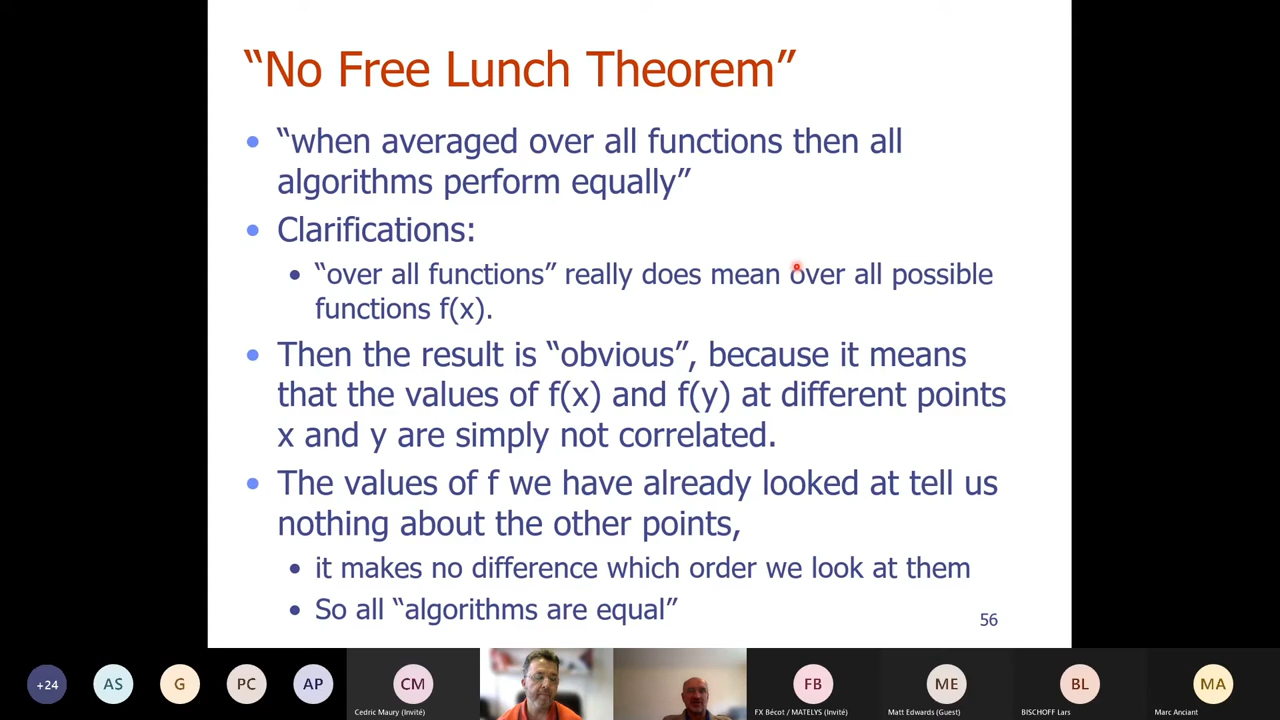 “No Free Lunch Theorem”
• “when averaged over all functions then all
algorithms perform equally”
• Clarifications:
• “over all functions” really does mean over all possible
functions f(x).
• Then the result is “obvious”, because it means
that the values of f(x) and f(y) at different points
x and y are simply not correlated.
• The values of f we have already looked at tell us
nothing about the other points,
• it makes no difference which order we look at them
• So all “algorithms are equal”
56
+24
AS
G
PC
AP
CM
FB
ME
BL
MA
Cedric Maury (Invité)
FX Bécot / MATELYS (Invité)
Matt Edwards (Guest)
BISCHOFF Lars
Marc Anciant